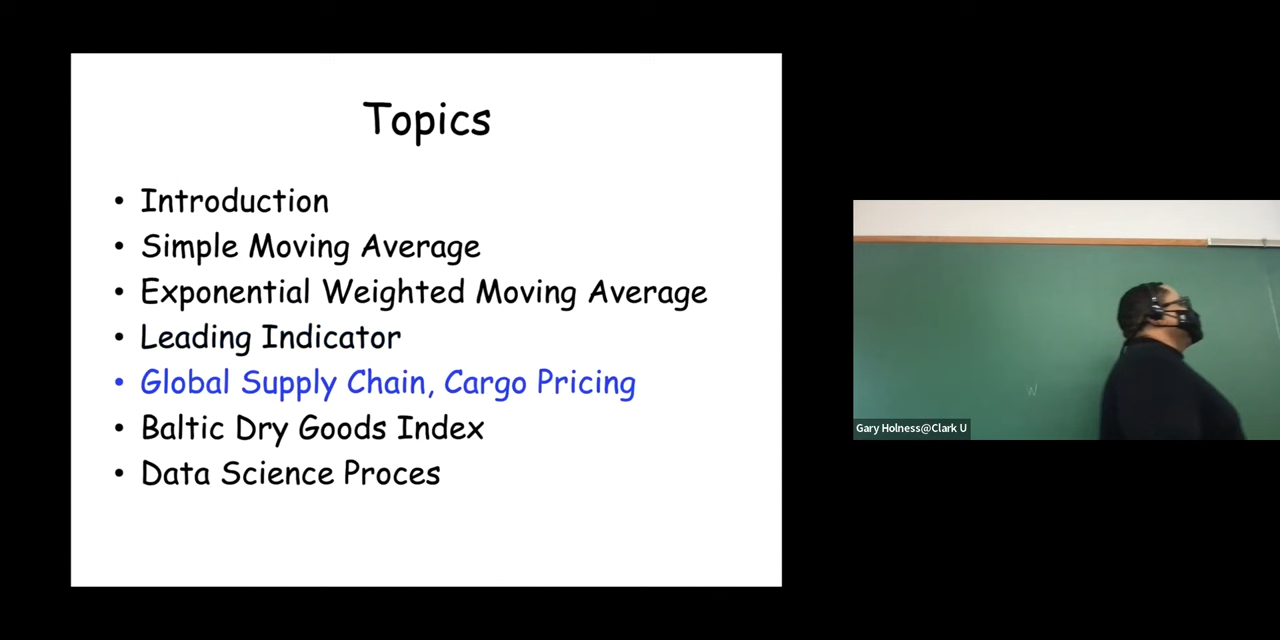 Topics
• Introduction
• Simple Moving Average
• Exponential Weighted Moving Average
• Leading Indicator
• Global Supply Chain, Cargo Pricing
• Baltic Dry Goods Index
• Data Science Proces
W
Gary Holness@Clark U